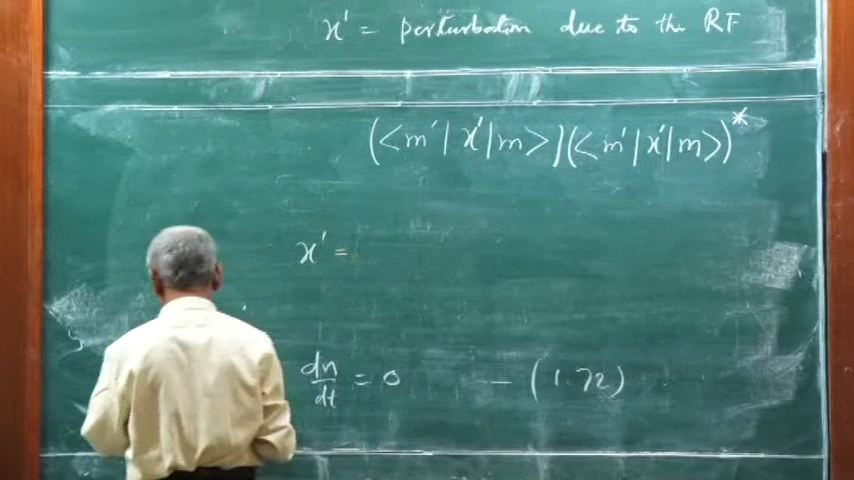 ℋ' = perturbation due to the RF
(<m'|ℋ'|m>)(<m'|ℋ'|m>)*
ℋ' =
dn/dt = 0 — (1.72)